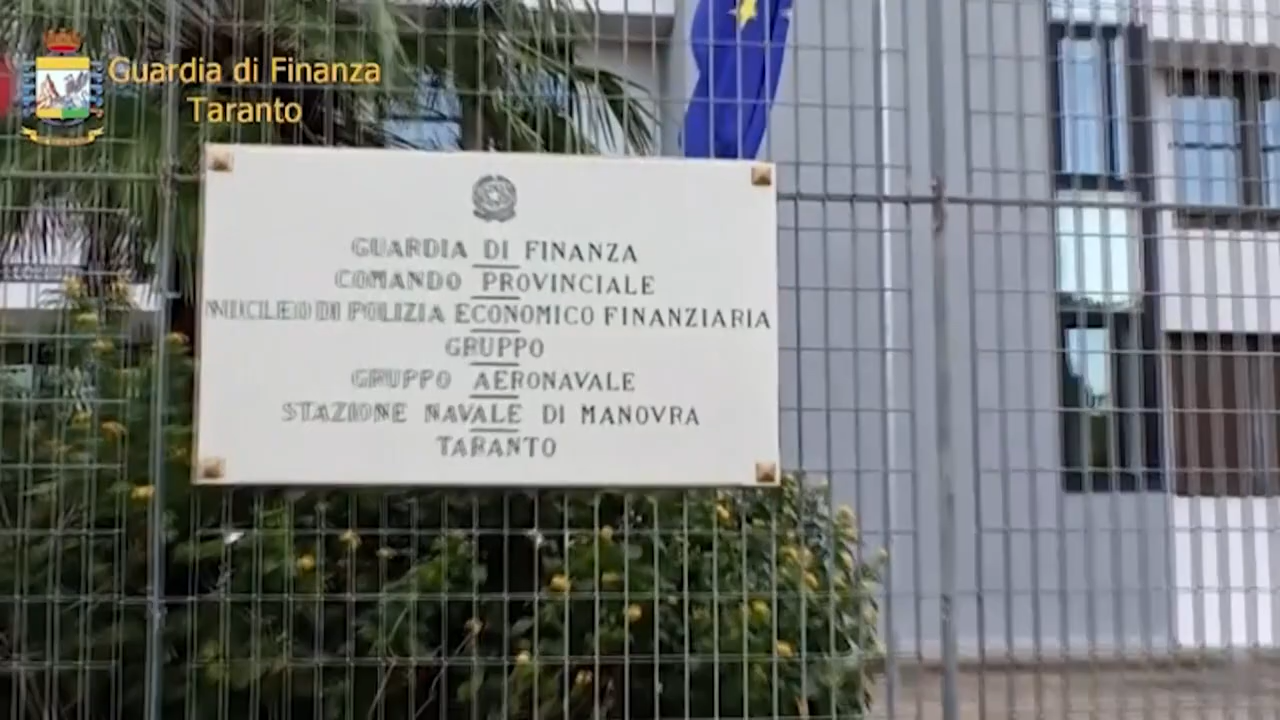 Guardia di Finanza
Taranto
GUARDIA DI FINANZA
COMANDO PROVINCIALE
NUCLEO DI POLIZIA ECONOMICO FINANZIARIA
GRUPPO
GRUPPO AERONAVALE
STAZIONE NAVALE DI MANOVRA
TARANTO